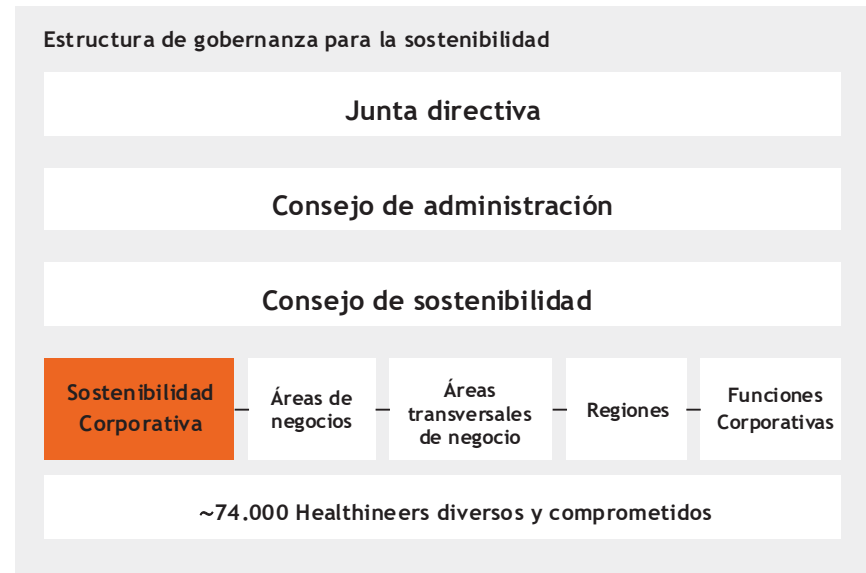 Estructura de gobernanza para la sostenibilidad
Junta directiva
Consejo de administración
Consejo de sostenibilidad
Sostenibilidad
Corporativa
Áreas de
negocios
Áreas
transversales
de negocio
Regiones
Funciones
Corporativas
~74.000 Healthineers diversos y comprometidos